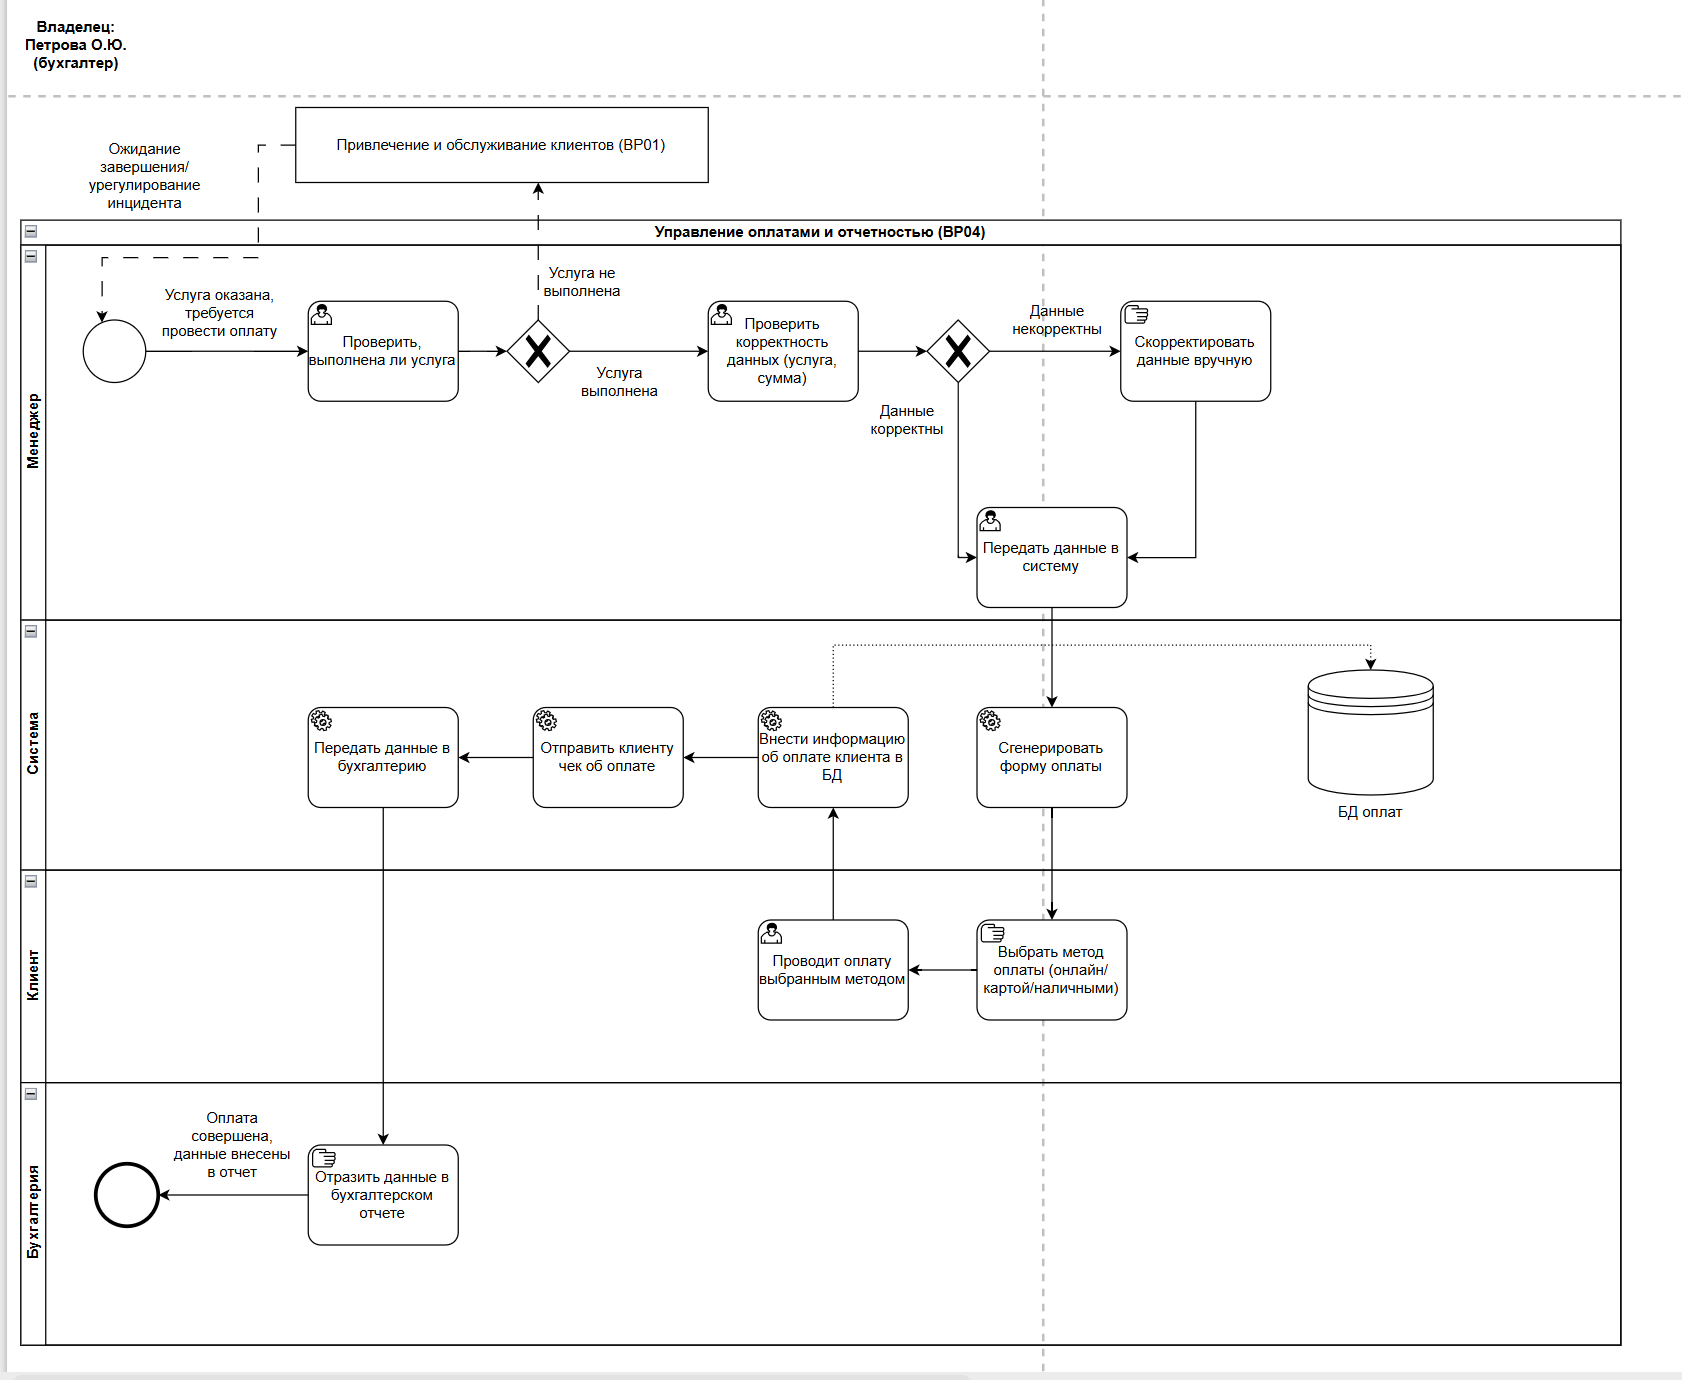 Владелец:
Петрова О.Ю.
(бухгалтер)
Привлечение и обслуживание клиентов (BP01)
Ожидание
завершения/
урегулирование
инцидента
Управление оплатами и отчетностью (BP04)
Менеджер
Услуга оказана,
требуется
провести оплату
Проверить,
выполнена ли услуга
Услуга не
выполнена
Услуга
выполнена
Проверить
корректность
данных (услуга,
сумма)
Данные
некорректны
Данные
корректны
Скорректировать
данные вручную
Передать данные в
систему
Система
Передать данные в
бухгалтерию
Отправить клиенту
чек об оплате
Внести информацию
об оплате клиента в
БД
Сгенерировать
форму оплаты
БД оплат
Клиент
Проводит оплату
выбранным методом
Выбрать метод
оплаты (онлайн/
картой/наличными)
Бухгалтерия
Оплата
совершена,
данные внесены
в отчет
Отразить данные в
бухгалтерском
отчете